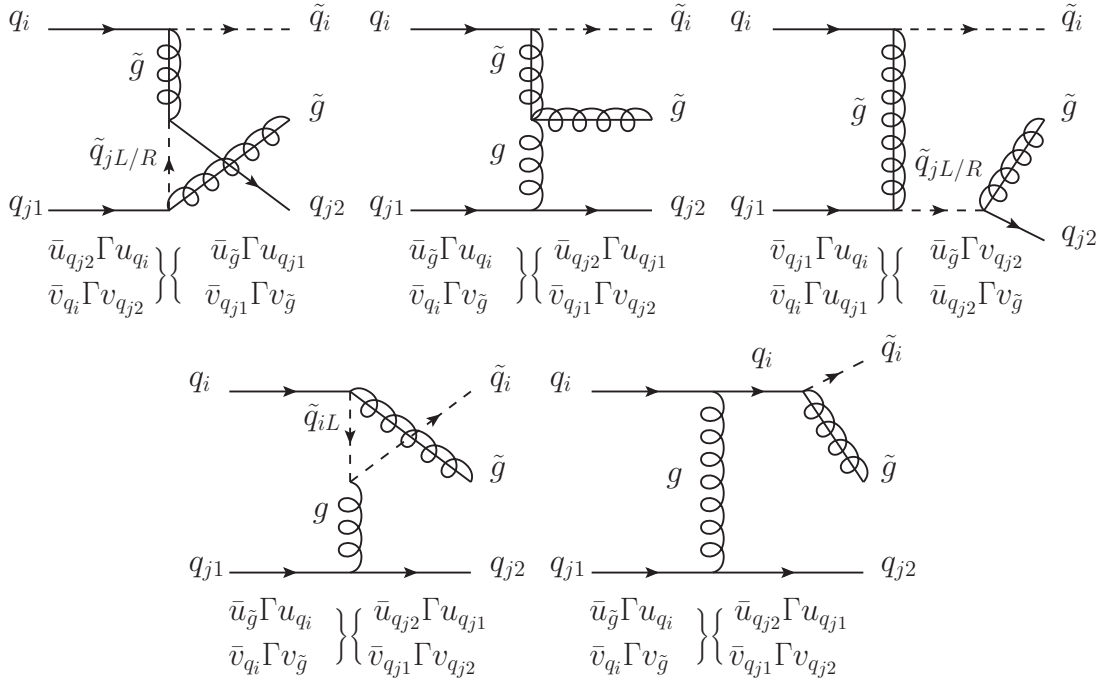 q_i q̃_i q_i q̃_i q_i q̃_i
g̃ g̃ g̃
g̃ g̃ g̃
q̃_{jL/R} g q̃_{jL/R}
q_{j1} q_{j2} q_{j1} q_{j2} q_{j1} q_{j2}
ū_{q_{j2}}Γu_{q_i} }{ ū_{g̃}Γu_{q_{j1}} ū_{g̃}Γu_{q_i} }{ ū_{q_{j2}}Γu_{q_{j1}} v̄_{q_{j1}}Γu_{q_i} }{ ū_{g̃}Γv_{q_{j2}}
v̄_{q_i}Γv_{q_{j2}} v̄_{q_{j1}}Γv_{g̃} v̄_{q_i}Γv_{g̃} v̄_{q_{j1}}Γv_{q_{j2}} v̄_{q_i}Γu_{q_{j1}} ū_{q_{j2}}Γv_{g̃}
q_i q̃_i q_i q_i q̃_i
q̃_{iL}
g g̃ g g̃
q_{j1} q_{j2} q_{j1} q_{j2}
ū_{g̃}Γu_{q_i} }{ ū_{q_{j2}}Γu_{q_{j1}} ū_{g̃}Γu_{q_i} }{ ū_{q_{j2}}Γu_{q_{j1}}
v̄_{q_i}Γv_{g̃} v̄_{q_{j1}}Γv_{q_{j2}} v̄_{q_i}Γv_{g̃} v̄_{q_{j1}}Γv_{q_{j2}}